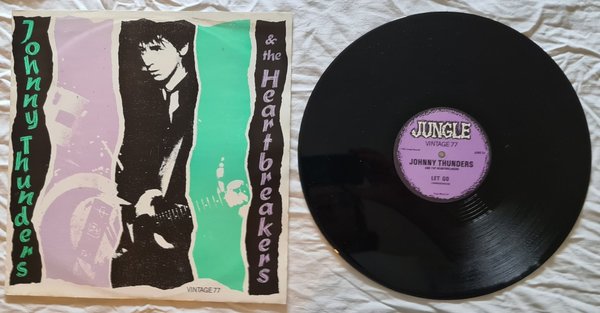 Johnny Thunders
& the Heartbreakers
VINTAGE 77
JUNGLE
VINTAGE 77
JOHNNY THUNDERS
AND THE HEARTBREAKERS
LET GO